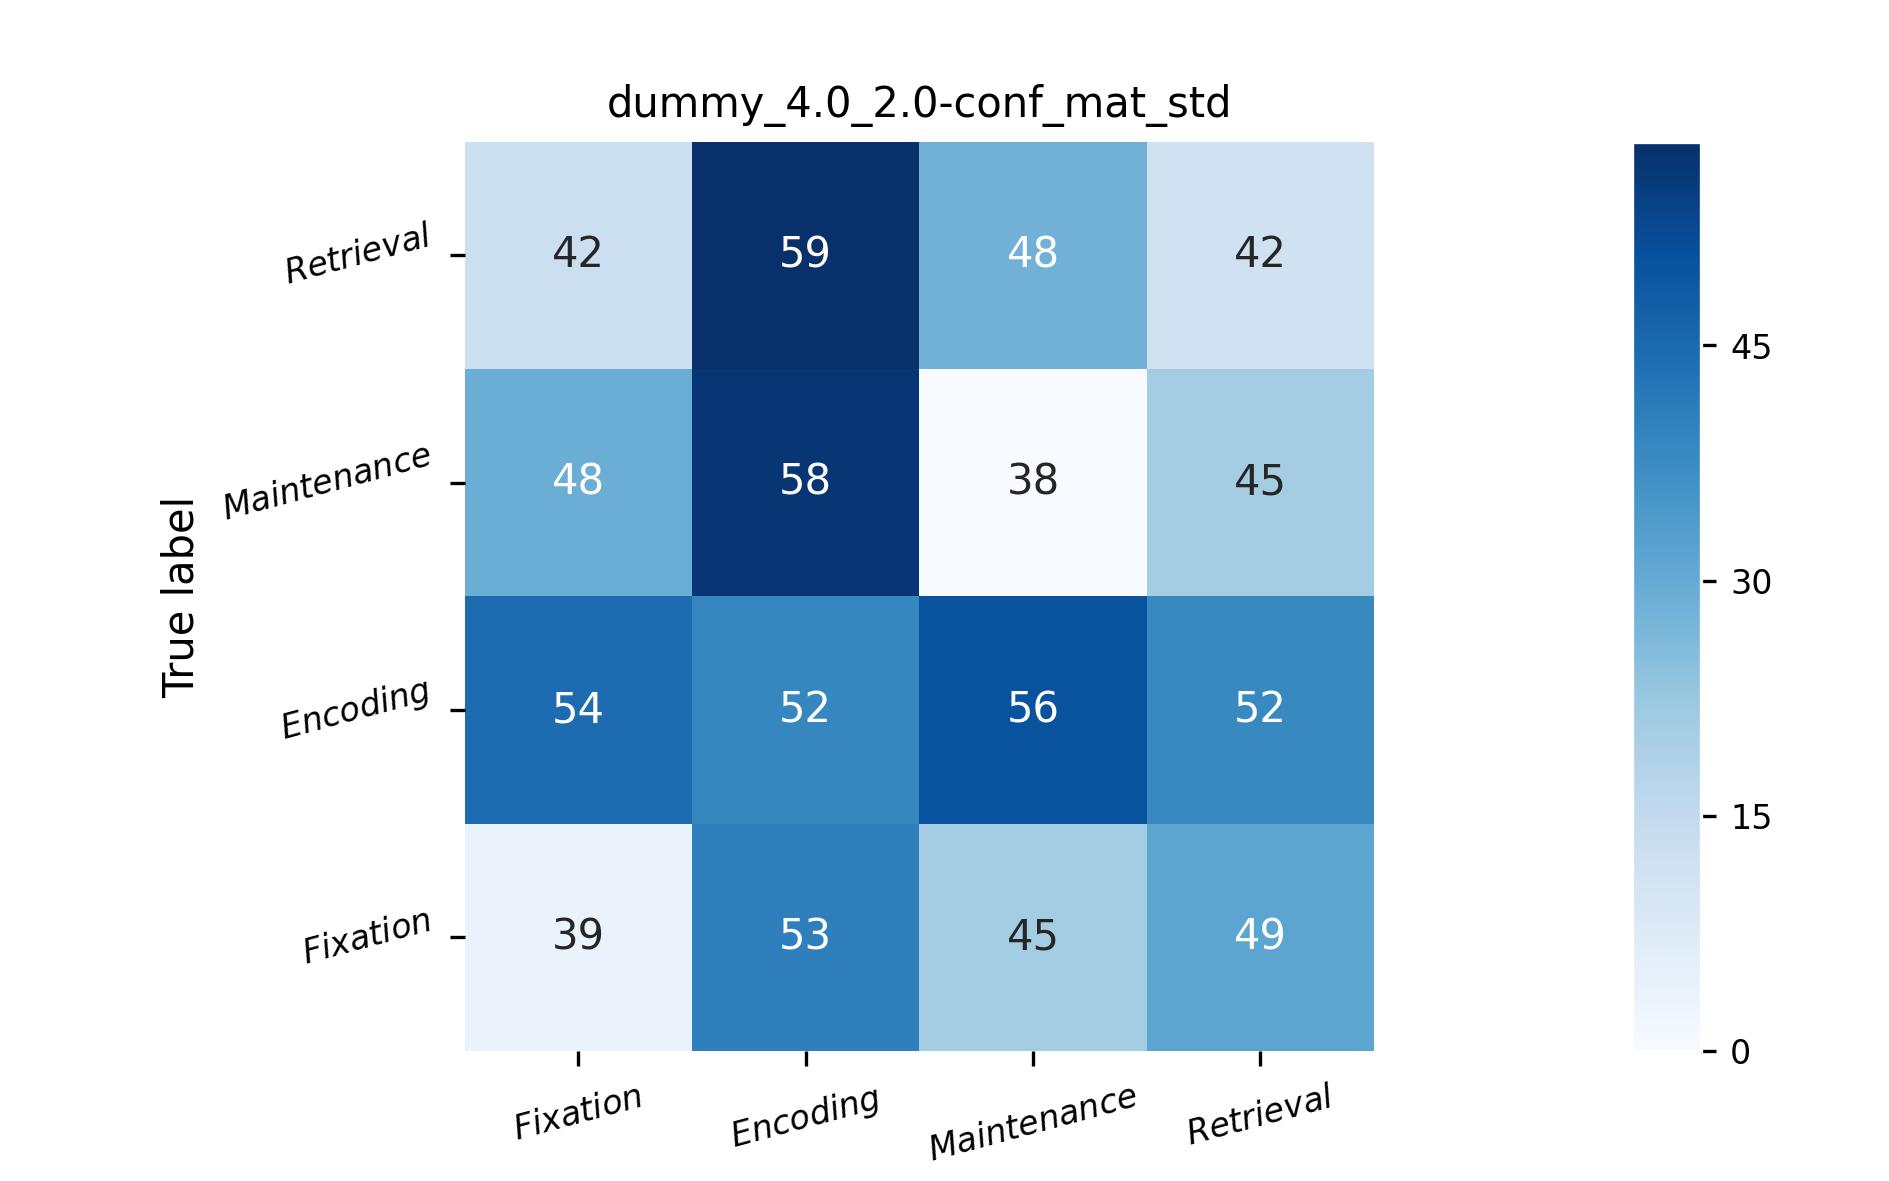 dummy_4.0_2.0-conf_mat_std
True label
Retrieval 42 59 48 42
Maintenance 48 58 38 45
Encoding 54 52 56 52
Fixation 39 53 45 49
Fixation Encoding Maintenance Retrieval
45
30
15
0